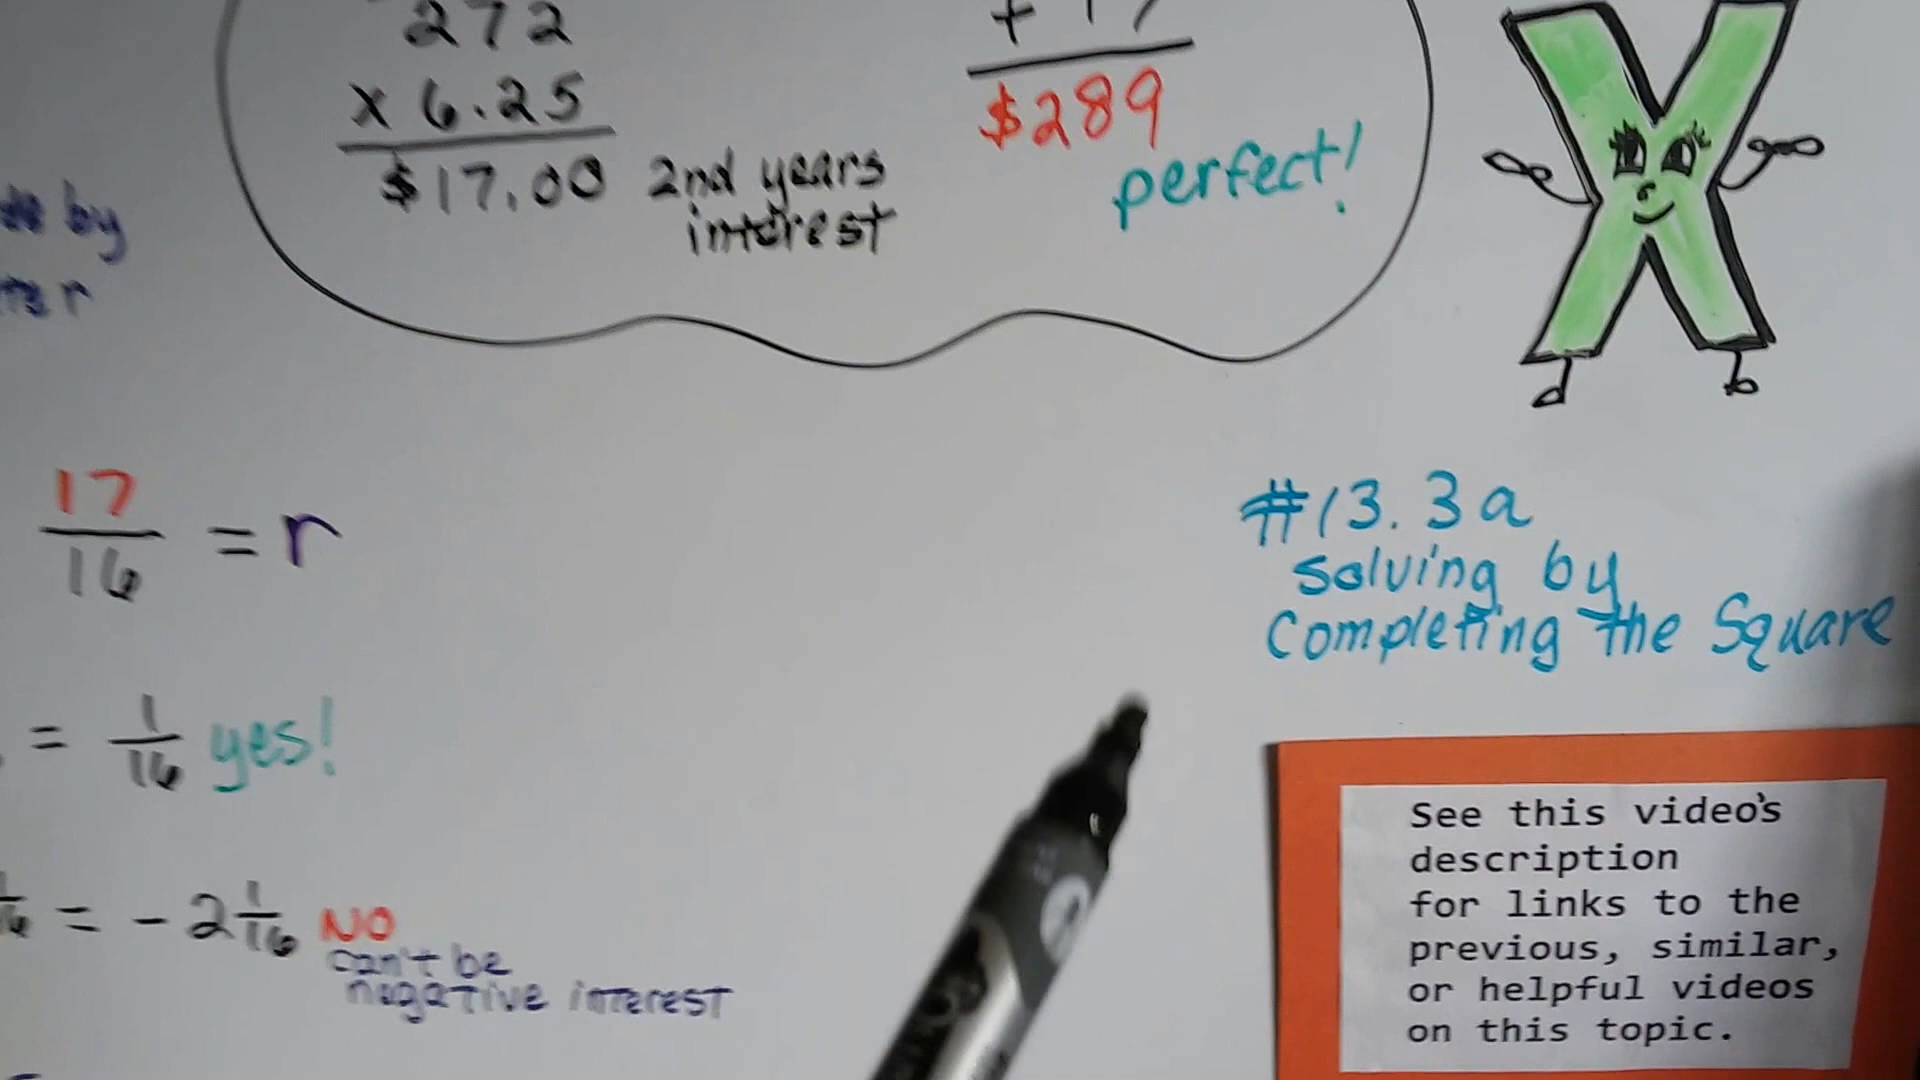 272
× 6.25
$17.00 2nd years
interest
+ 17
$289
perfect!
by
r
17
16
= r
= 1/16 yes!
= - 2 1/16 NO
can't be
negative interest
#13.3a
solving by
Completing the Square
See this video's
description
for links to the
previous, similar,
or helpful videos
on this topic.